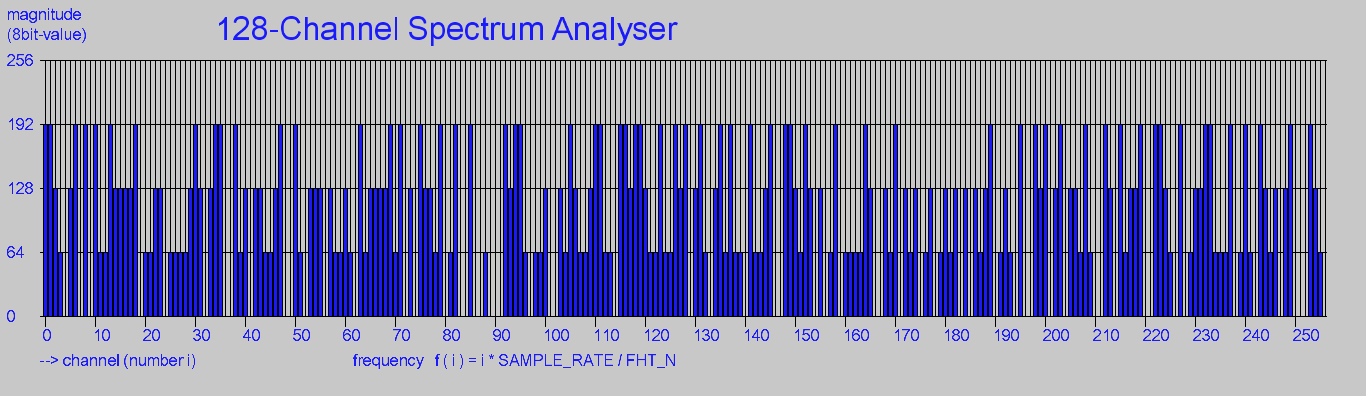 magnitude
(8bit-value)
128-Channel Spectrum Analyser
256
192
128
64
0
0 10 20 30 40 50 60 70 80 90 100 110 120 130 140 150 160 170 180 190 200 210 220 230 240 250
--> channel (number i)
frequency f ( i ) = i * SAMPLE_RATE / FHT_N